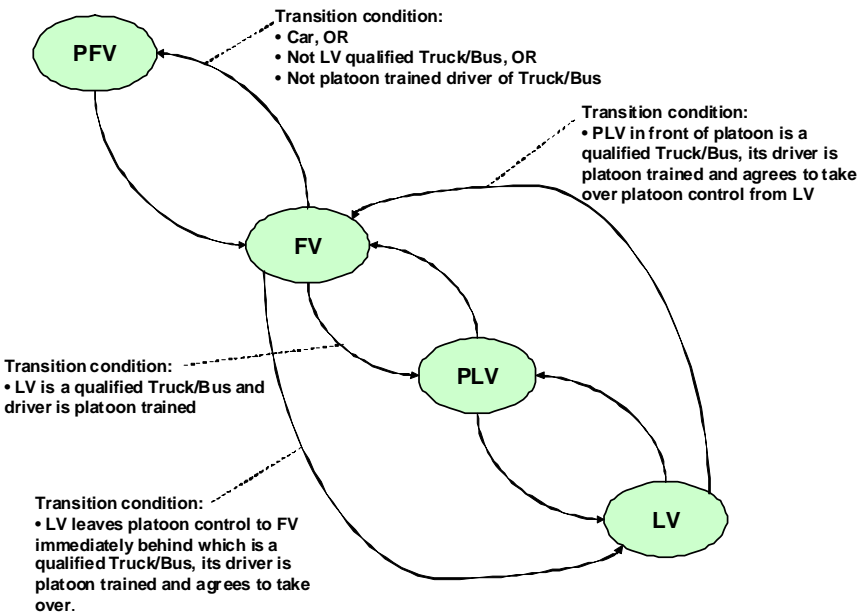 Transition condition:
• Car, OR
• Not LV qualified Truck/Bus, OR
• Not platoon trained driver of Truck/Bus
PFV
Transition condition:
• PLV in front of platoon is a
qualified Truck/Bus, its driver is
platoon trained and agrees to take
over platoon control from LV
FV
Transition condition:
• LV is a qualified Truck/Bus and
driver is platoon trained
PLV
Transition condition:
• LV leaves platoon control to FV
immediately behind which is a
qualified Truck/Bus, its driver is
platoon trained and agrees to take
over.
LV